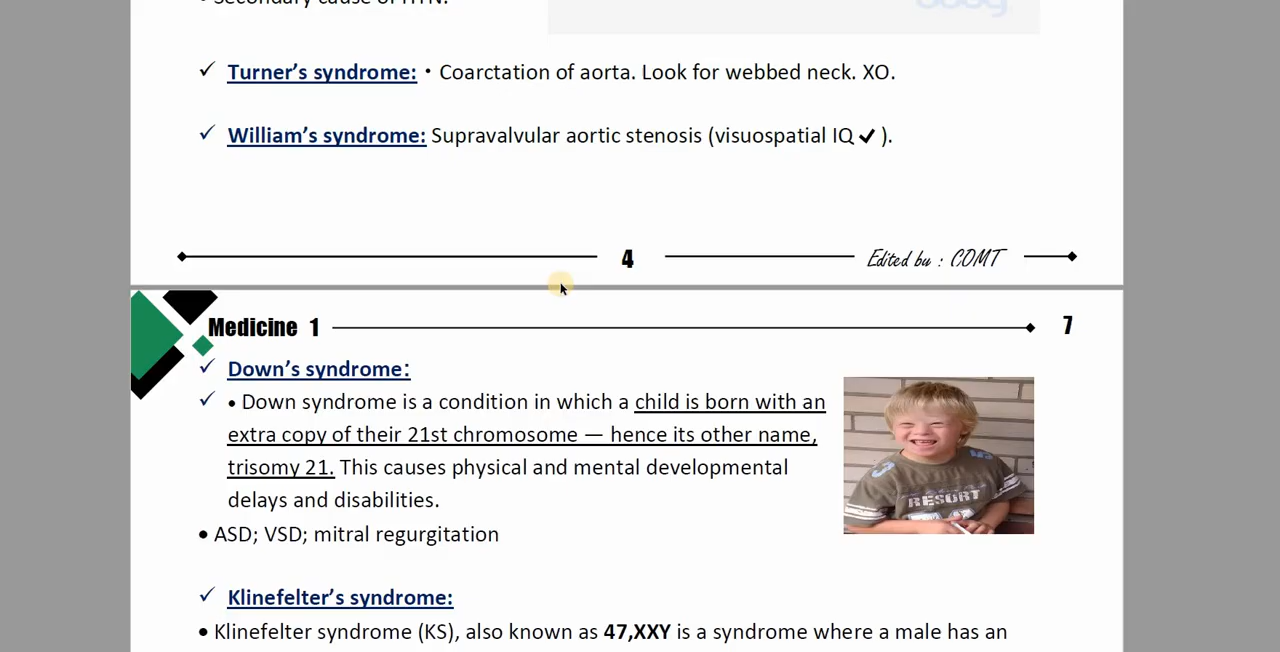 Secondary cause of HTN.
✓ Turner's syndrome: • Coarctation of aorta. Look for webbed neck. XO.
✓ William's syndrome: Supravalvular aortic stenosis (visuospatial IQ ✔ ).
4
Edited by : COMT
Medicine 1
7
✓ Down's syndrome:
✓ • Down syndrome is a condition in which a child is born with an
extra copy of their 21st chromosome — hence its other name,
trisomy 21. This causes physical and mental developmental
delays and disabilities.
• ASD; VSD; mitral regurgitation
RESORT
✓ Klinefelter's syndrome:
• Klinefelter syndrome (KS), also known as 47,XXY is a syndrome where a male has an